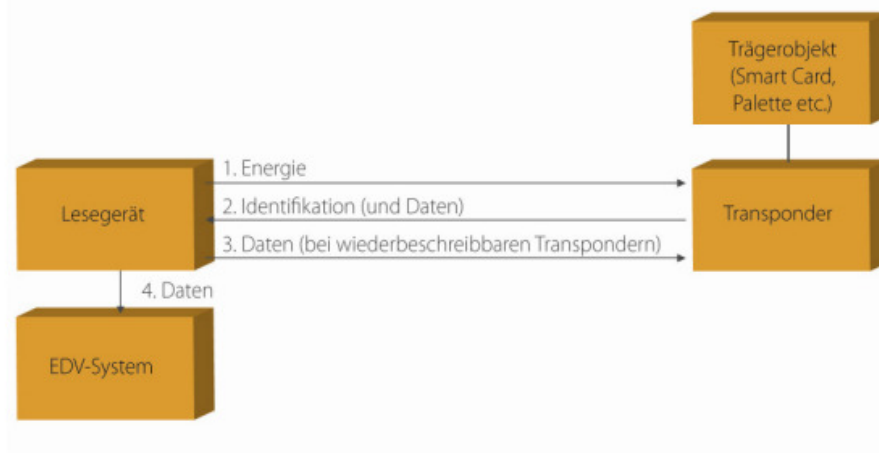 Trägerobjekt
(Smart Card,
Palette etc.)
1. Energie
Lesegerät
2. Identifikation (und Daten)
Transponder
3. Daten (bei wiederbeschreibbaren Transpondern)
4. Daten
EDV-System